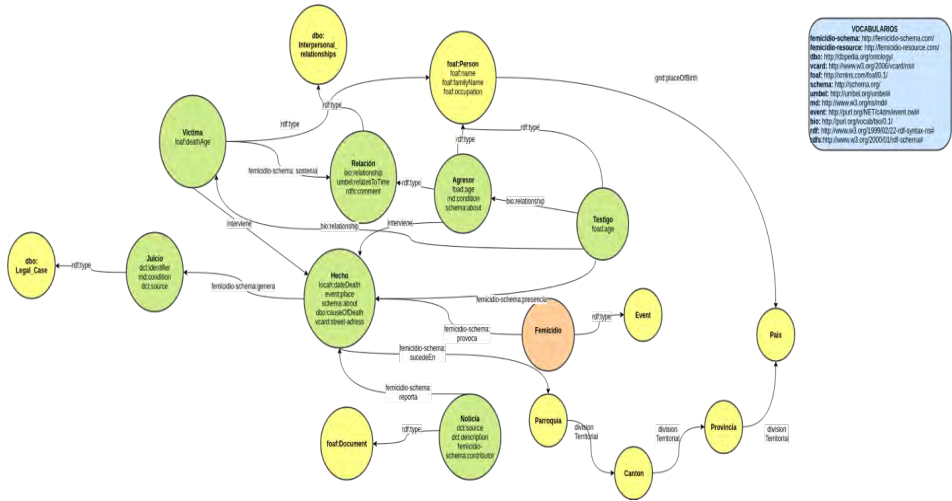 dbo:
Interpersonal_
relationships
foaf:Person
foaf:name
foaf:familyName
foaf:occupation
gnd:placeOfBirth
VOCABULARIOS
femicidio-schema: http://femicidio-schema.com/
femicidio-resource: http://femicidio-resource.com/
dbo: http://dbpedia.org/ontology/
vcard: http://www.w3.org/2006/vcard/ns#
foaf: http://xmlns.com/foaf/0.1/
schema: http://schema.org/
umbel: http://umbel.org/umbel#
md: http://www.w3.org/ns/md#
event: http://purl.org/NET/c4dm/event.owl#
bio: http://purl.org/vocab/bio/0.1/
rdf: http://www.w3.org/1999/02/22-rdf-syntax-ns#
rdfs:http://www.w3.org/2000/01/rdf-schema#
Victima
foaf:deathAge
rdf:type
rdf:type
rdf:type
rdf:type
femicidio-schema: sostenia
Relación
bio:relationship
umbel:relatesToTime
rdfs:comment
rdf:type
Agresor
foad:age
md:condition
schema:about
bio:relationship
Testigo
foad:age
interviene
bio:relationship
interviene
dbo:
Legal_Case
rdf:type
Juicio
dct:identifier
md:condition
dct:source
femicidio-schema:genera
Hecho
locah:dateDeath
event:place
schema:about
dbo:causeOfDeath
vcard:street-adress
femicidio-schema:presencia
femicidio-schema:
provoca
Femicidio
rdf:type
Event
Pais
femicidio-schema:
sucedeEn
femicidio-schema:
reporta
foaf:Document
rdf:type
Noticia
dct:source
dct:description
femicidio-
schema:contributor
Parroquia
division
Territorial
Canton
division
Territorial
Provincia
division
Territorial